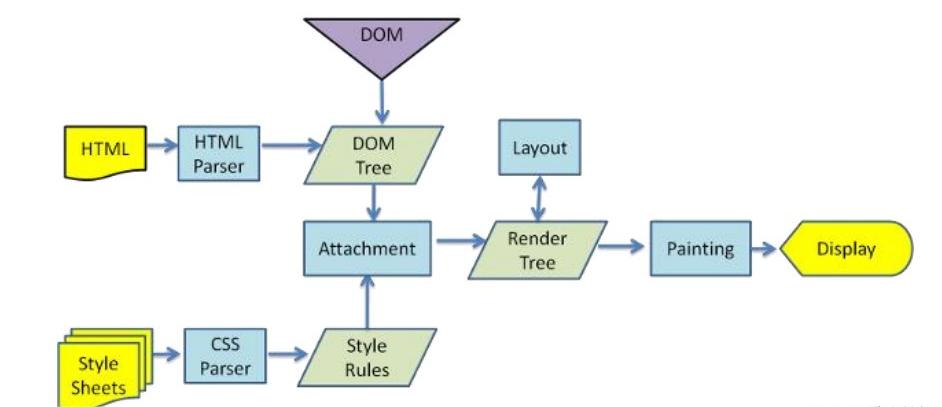 DOM
HTML
HTML
Parser
DOM
Tree
Layout
Attachment
Render
Tree
Painting
Display
Style
Sheets
CSS
Parser
Style
Rules